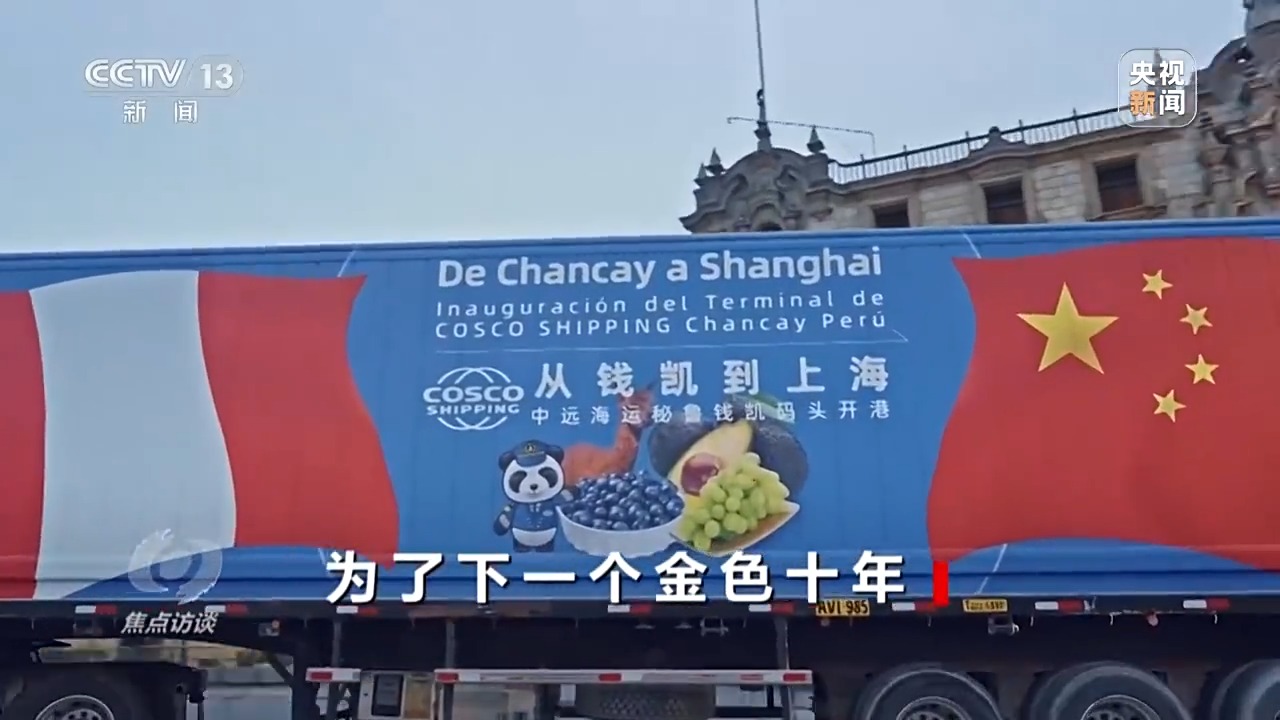 CCTV 13
新闻
央视
新闻
De Chancay a Shanghai
Inauguración del Terminal de
COSCO SHIPPING Chancay Perú
COSCO
SHIPPING
从钱凯到上海
中远海运秘鲁钱凯码头开港
为了下一个金色十年
AVI 985
焦点访谈